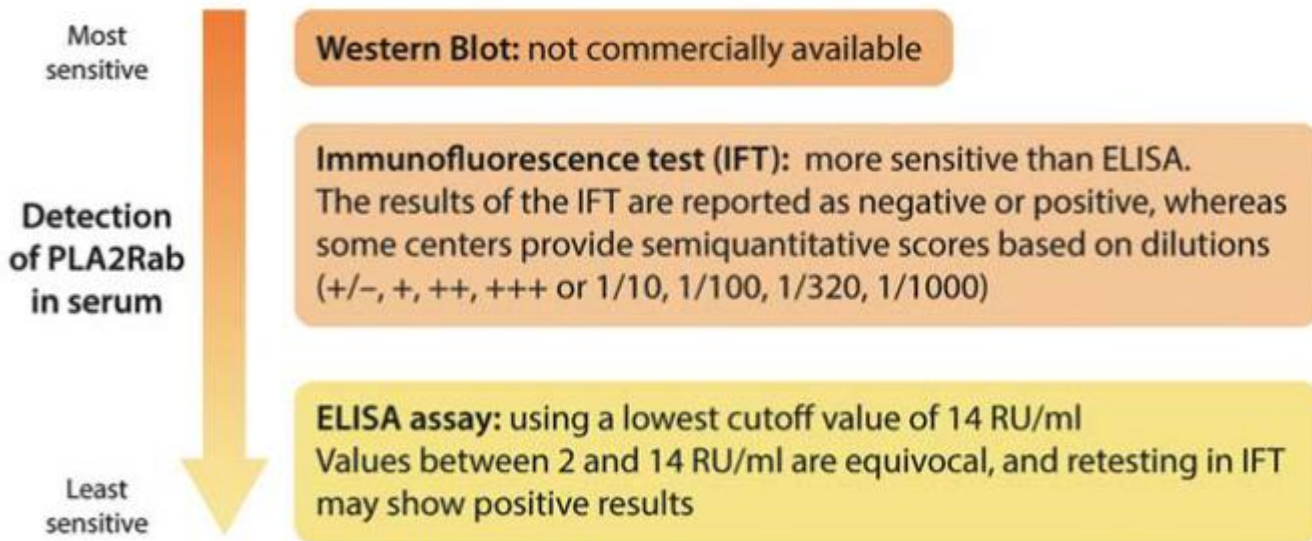 Most
sensitive
Western Blot: not commercially available
Immunofluorescence test (IFT): more sensitive than ELISA.
The results of the IFT are reported as negative or positive, whereas
some centers provide semiquantitative scores based on dilutions
(+/–, +, ++, +++ or 1/10, 1/100, 1/320, 1/1000)
Detection
of PLA2Rab
in serum
ELISA assay: using a lowest cutoff value of 14 RU/ml
Values between 2 and 14 RU/ml are equivocal, and retesting in IFT
may show positive results
Least
sensitive